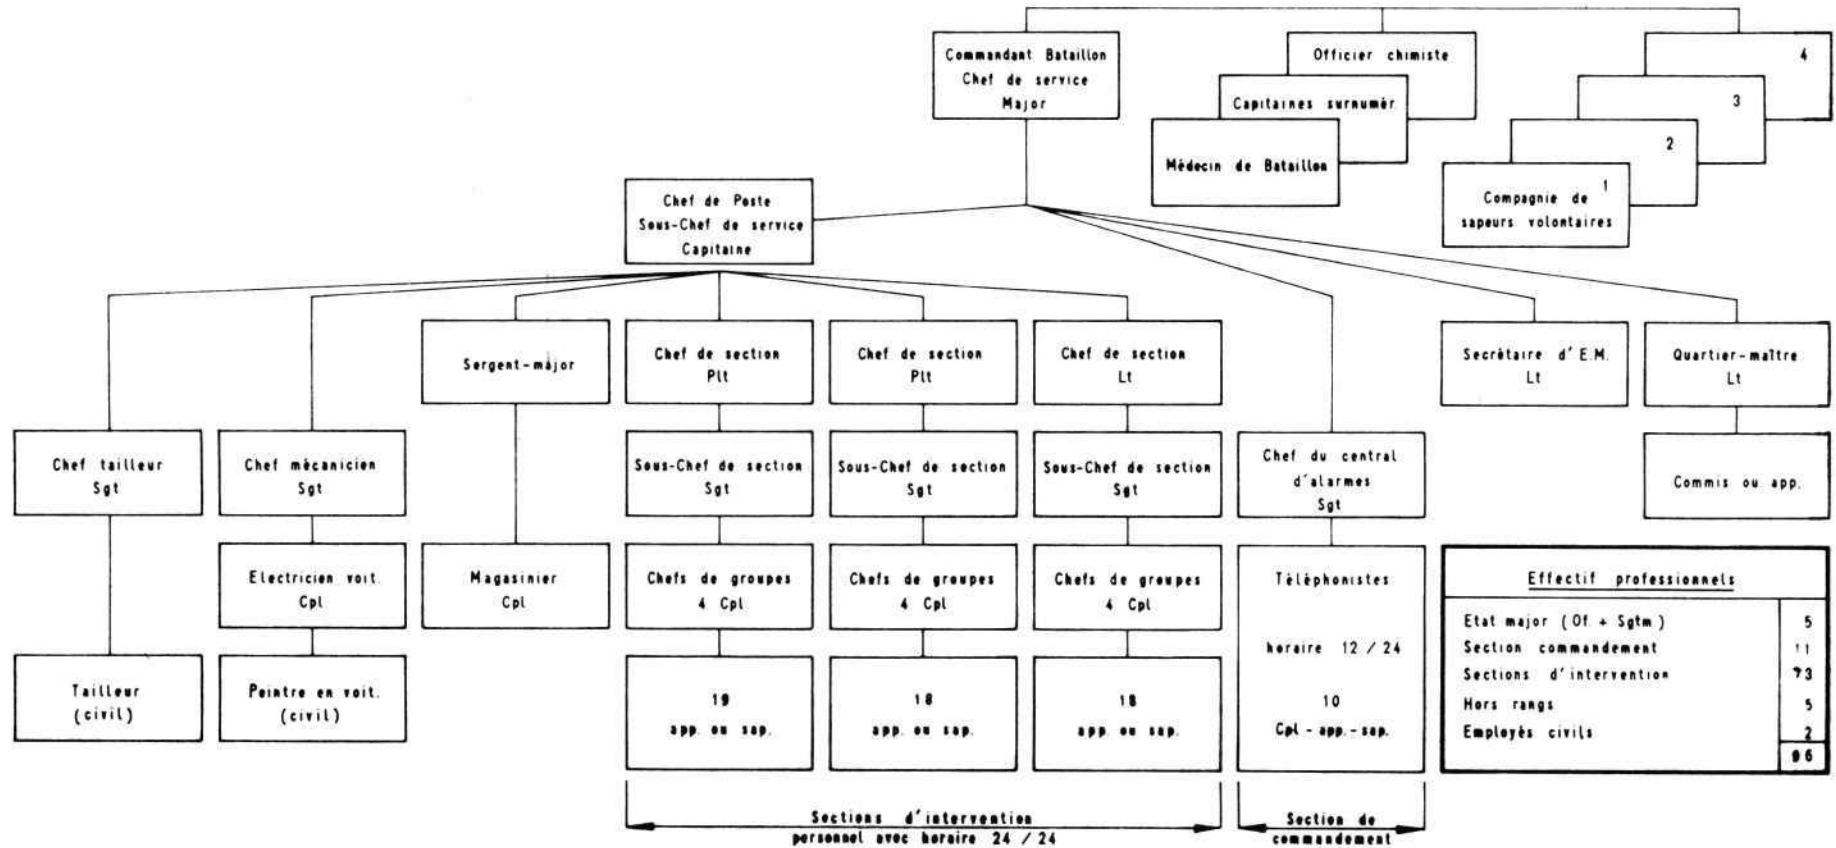 Commandant Bataillon
Chef de service
Major
Officier chimiste
Capitaines surnumér.
Médecin de Bataillon
4
3
2
1
Compagnie de
sapeurs volontaires
Chef de Poste
Sous-Chef de service
Capitaine
Sergent-major
Chef de section
Plt
Chef de section
Plt
Chef de section
Lt
Secrétaire d'E.M.
Lt
Quartier-maître
Lt
Chef tailleur
Sgt
Chef mécanicien
Sgt
Sous-Chef de section
Sgt
Sous-Chef de section
Sgt
Sous-Chef de section
Sgt
Chef du central
d'alarmes
Sgt
Commis ou app.
Electricien voit.
Cpl
Magasinier
Cpl
Chefs de groupes
4 Cpl
Chefs de groupes
4 Cpl
Chefs de groupes
4 Cpl
Téléphonistes
horaire 12 / 24
10
Cpl - app. - sap.
Tailleur
(civil)
Peintre en voit.
(civil)
19
app. ou sap.
18
app. ou sap.
18
app. ou sap.
Effectif professionnels
Etat major (Of. + Sgtm) 5
Section commandement 11
Sections d'intervention 73
Hors rangs 5
Employés civils 2
96
Sections d'intervention
personnel avec horaire 24 / 24
Section de
commandement